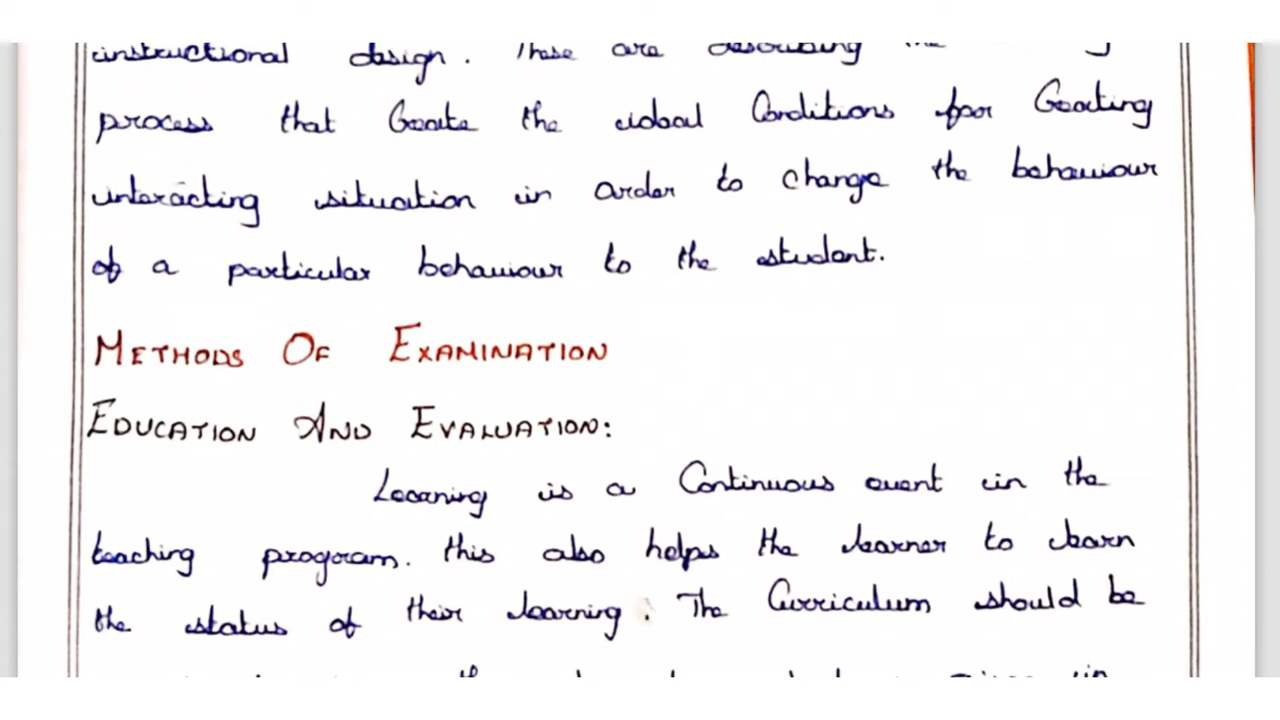 instructional design. These are describing the
process that Create the ideal Conditions for Creating
interacting situation in order to change the behaviour
of a particular behaviour to the student.
METHODS OF EXAMINATION
EDUCATION AND EVALUATION:
Learning is a Continuous event in the
teaching program. this also helps the learner to learn
the status of their learning. The Curriculum should be